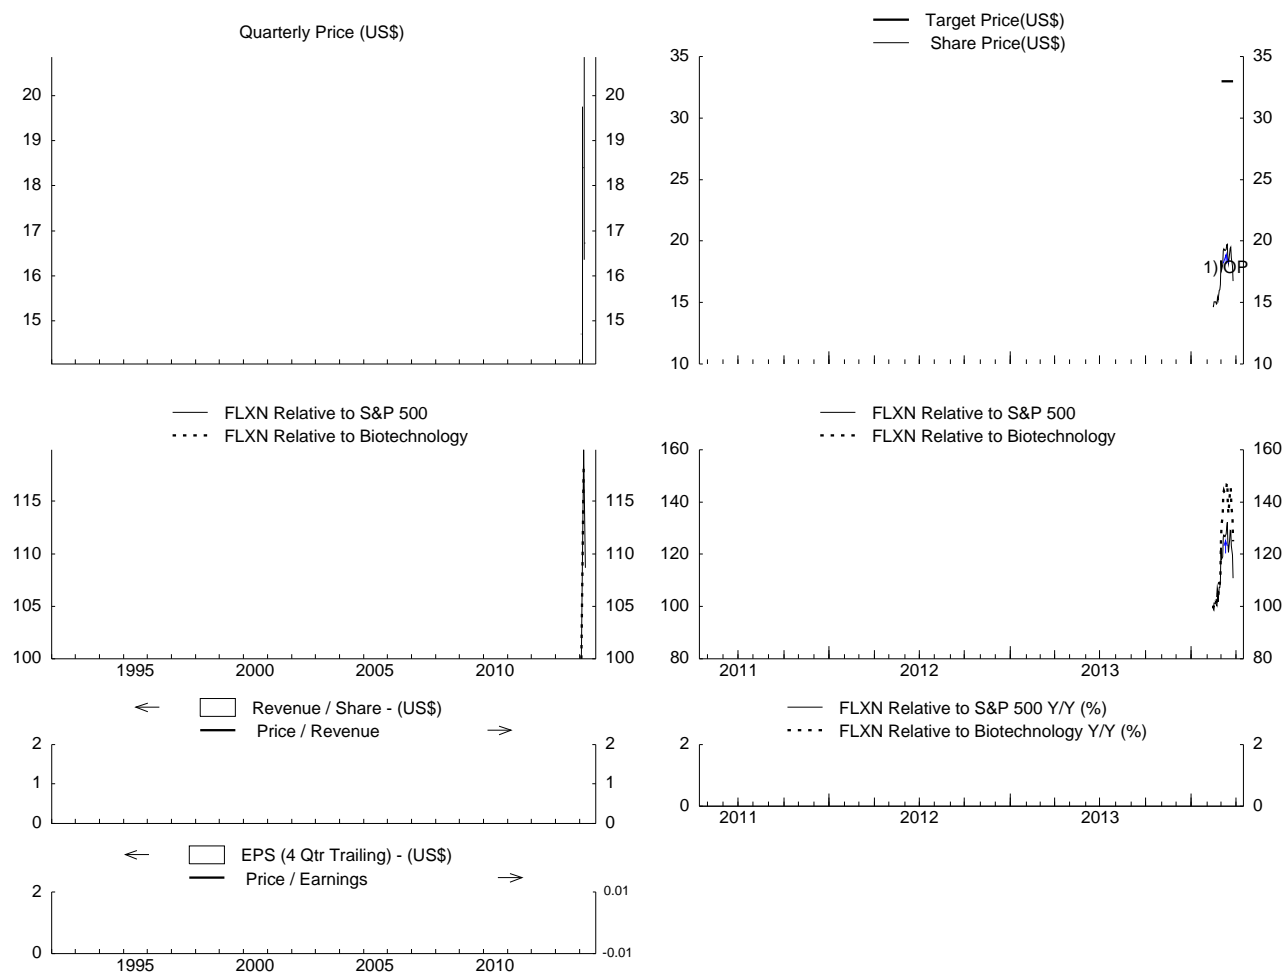 Quarterly Price (US$)
20 20
19 19
18 18
17 17
16 16
15 15
Target Price(US$)
Share Price(US$)
35 35
30 30
25 25
20 20
15 15
10 10
1) OP
FLXN Relative to S&P 500
FLXN Relative to Biotechnology
115 115
110 110
105 105
100 100
1995 2000 2005 2010
FLXN Relative to S&P 500
FLXN Relative to Biotechnology
160 160
140 140
120 120
100 100
80 80
2011 2012 2013
Revenue / Share - (US$)
Price / Revenue
2 2
1 1
0 0
FLXN Relative to S&P 500 Y/Y (%)
FLXN Relative to Biotechnology Y/Y (%)
2 2
0 0
2011 2012 2013
EPS (4 Qtr Trailing) - (US$)
Price / Earnings
2 0.01
0 -0.01
1995 2000 2005 2010